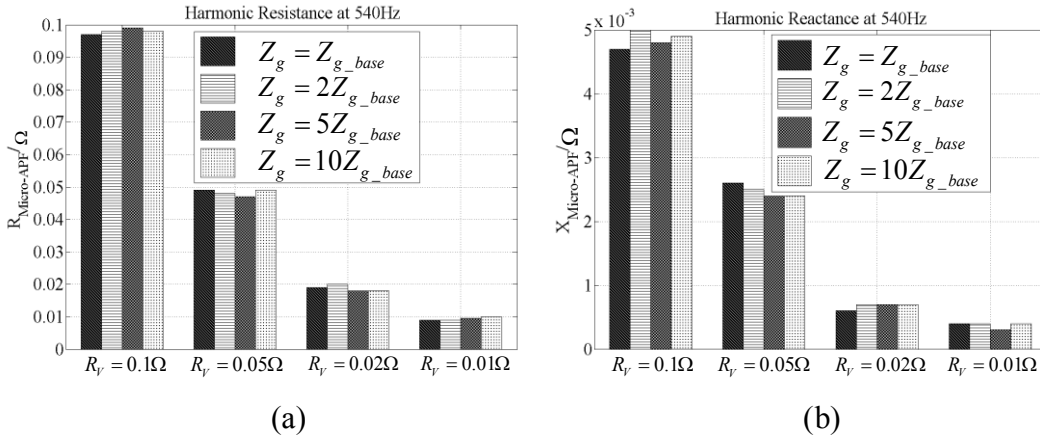 Harmonic Resistance at 540Hz
R_Micro-APF/Ω
0.1
0.09
0.08
0.07
0.06
0.05
0.04
0.03
0.02
0.01
0
Z_g = Z_g_base
Z_g = 2Z_g_base
Z_g = 5Z_g_base
Z_g = 10Z_g_base
R_V = 0.1Ω R_V = 0.05Ω R_V = 0.02Ω R_V = 0.01Ω
(a)
Harmonic Reactance at 540Hz
X_Micro-APF/Ω
5 x 10^-3
4
3
2
1
0
Z_g = Z_g_base
Z_g = 2Z_g_base
Z_g = 5Z_g_base
Z_g = 10Z_g_base
R_V = 0.1Ω R_V = 0.05Ω R_V = 0.02Ω R_V = 0.01Ω
(b)